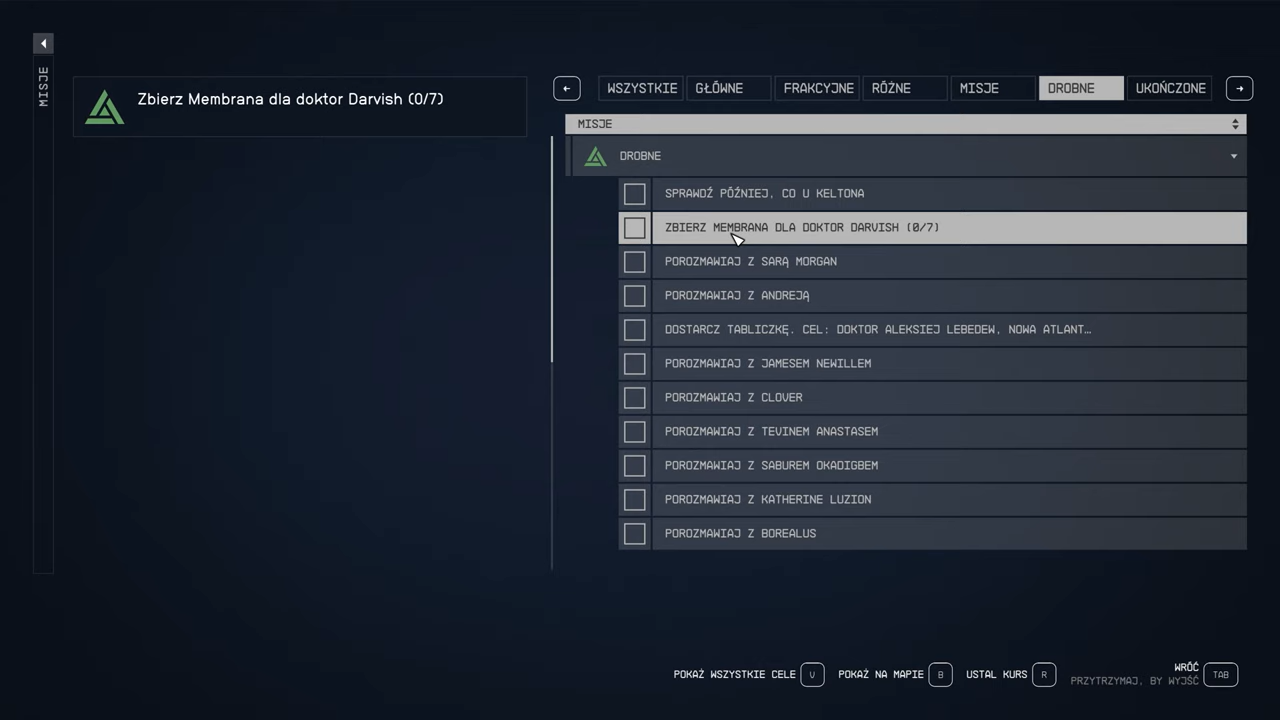 MISJE
Zbierz Membrana dla doktor Darvish (0/7)
WSZYSTKIE
GŁÓWNE
FRAKCYJNE
RÓŻNE
MISJE
DROBNE
UKOŃCZONE
MISJE
DROBNE
SPRAWDŹ PÓŹNIEJ, CO U KELTONA
ZBIERZ MEMBRANA DLA DOKTOR DARVISH (0/7)
POROZMAWIAJ Z SARĄ MORGAN
POROZMAWIAJ Z ANDREJĄ
DOSTARCZ TABLICZKĘ. CEL: DOKTOR ALEKSIEJ LEBEDEW, NOWA ATLANT…
POROZMAWIAJ Z JAMESEM NEWILLEM
POROZMAWIAJ Z CLOVER
POROZMAWIAJ Z TEVINEM ANASTASEM
POROZMAWIAJ Z SABUREM OKADIGBEM
POROZMAWIAJ Z KATHERINE LUZION
POROZMAWIAJ Z BOREALUS
POKAŻ WSZYSTKIE CELE V
POKAŻ NA MAPIE B
USTAL KURS R
WRÓĆ
PRZYTRZYMAJ, BY WYJŚĆ TAB